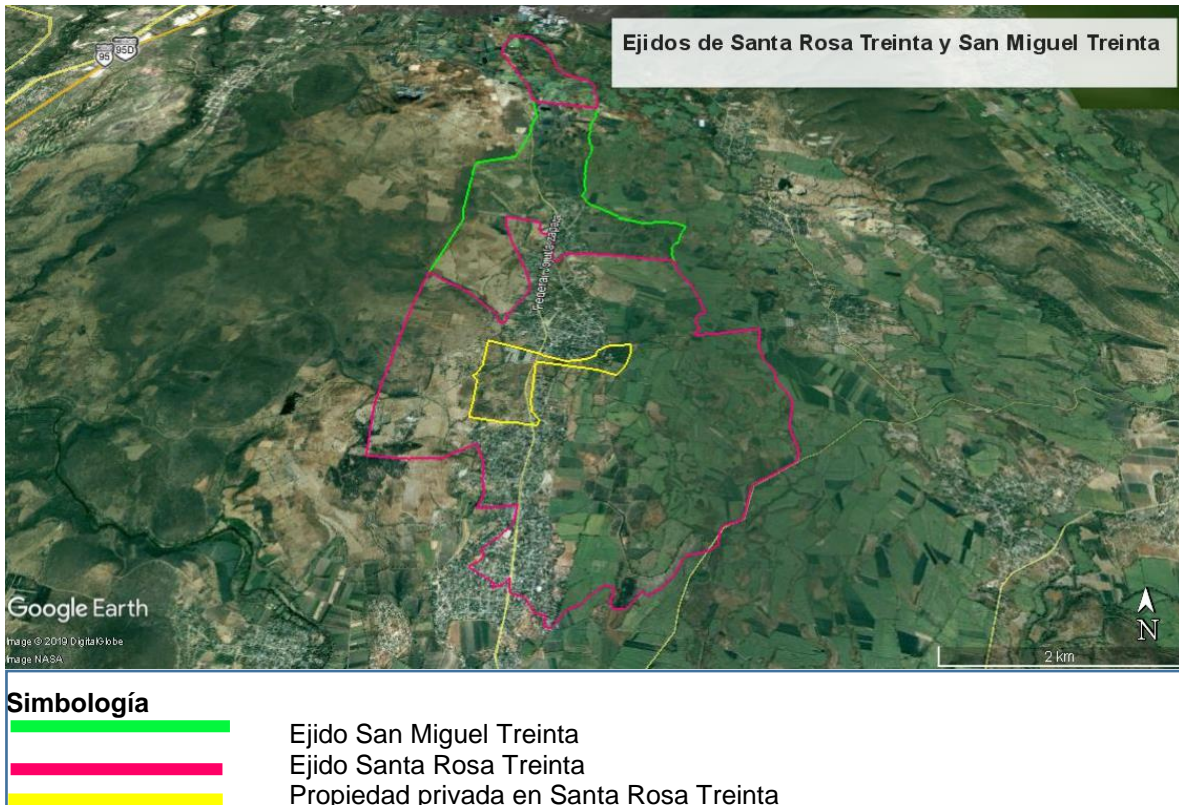 Ejidos de Santa Rosa Treinta y San Miguel Treinta
95
95D
Google Earth
Image © 2019 DigitalGlobe
Image NASA
N
2 km
Simbología
Ejido San Miguel Treinta
Ejido Santa Rosa Treinta
Propiedad privada en Santa Rosa Treinta